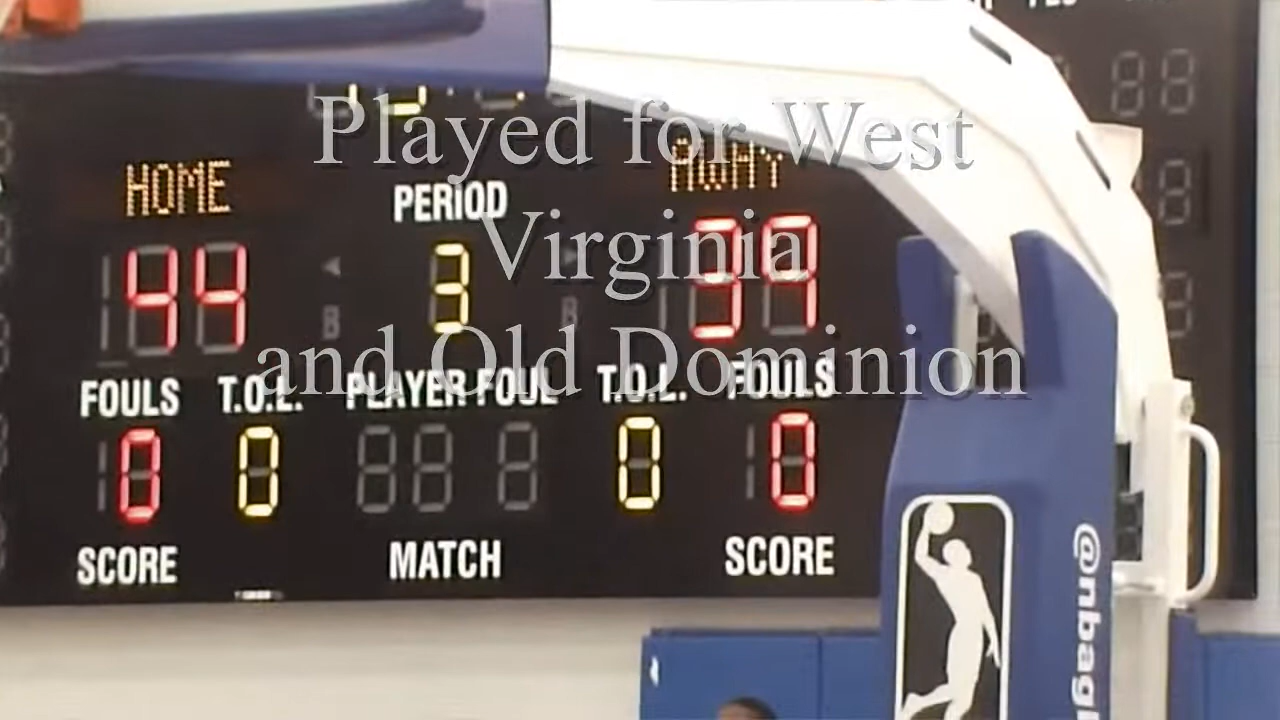 Played for West
Virginia
and Old Dominion
HOME
PERIOD
AWAY
44
3
39
FOULS T.O.L. PLAYER FOUL T.O.L. FOULS
0 0 0 0
SCORE MATCH SCORE
@nbagl